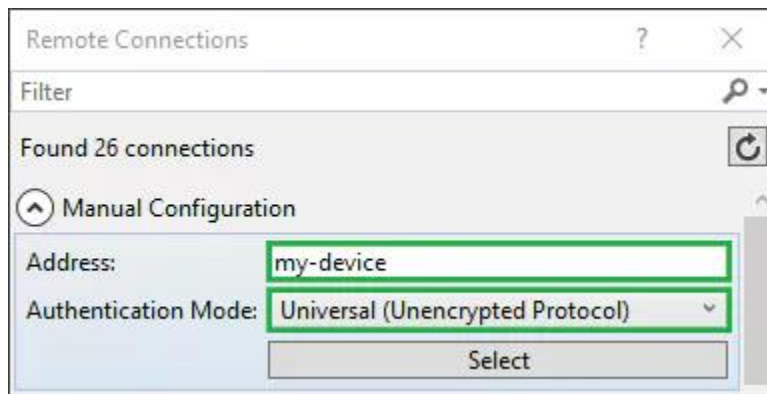 Remote Connections
Filter
Found 26 connections
Manual Configuration
Address: my-device
Authentication Mode: Universal (Unencrypted Protocol)
Select